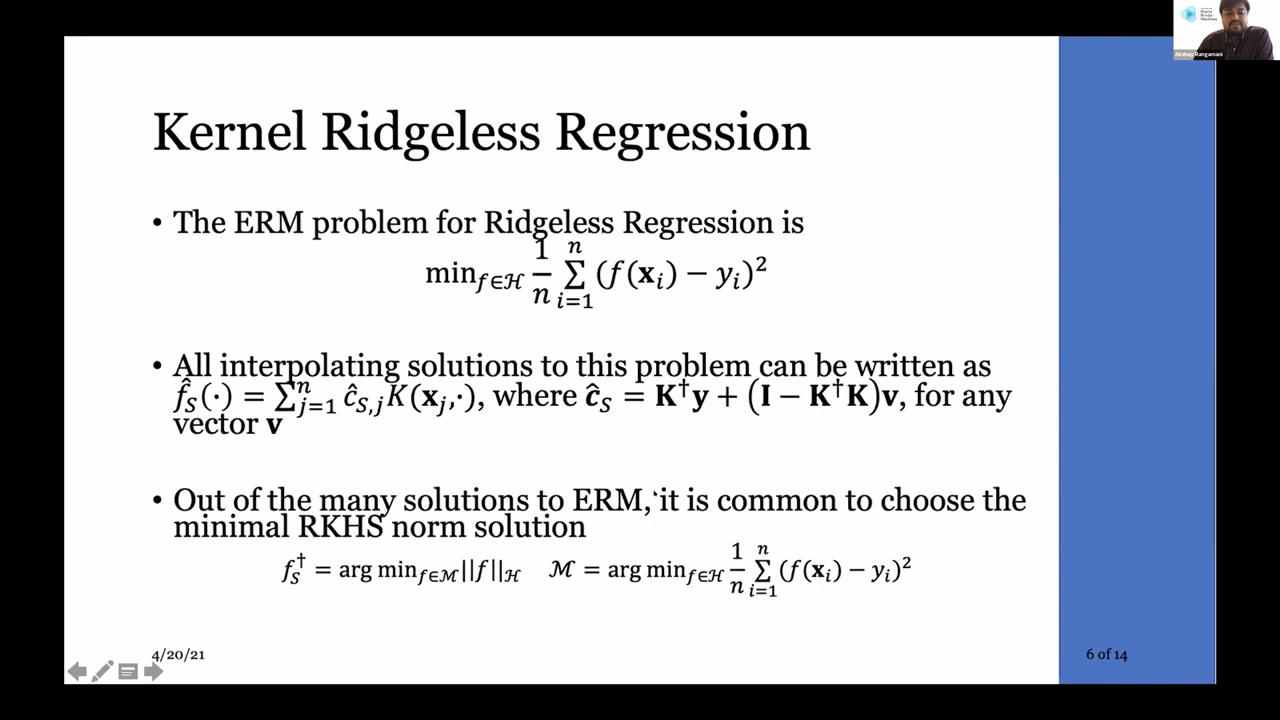 Brains
Minds+
Machines
Akshay Rangamani
Kernel Ridgeless Regression
• The ERM problem for Ridgeless Regression is
min_{f∈ℋ} 1/n ∑_{i=1}^{n} (f(𝐱_i) − y_i)²
• All interpolating solutions to this problem can be written as
f̂_S(·) = ∑_{j=1}^{n} ĉ_{S,j} K(𝐱_j,·), where 𝐜̂_S = 𝐊†𝐲 + (𝐈 − 𝐊†𝐊)𝐯, for any
vector 𝐯
• Out of the many solutions to ERM, it is common to choose the
minimal RKHS norm solution
f_S^† = arg min_{f∈ℳ} ||f||_ℋ ℳ = arg min_{f∈ℋ} 1/n ∑_{i=1}^{n} (f(𝐱_i) − y_i)²
4/20/21
6 of 14